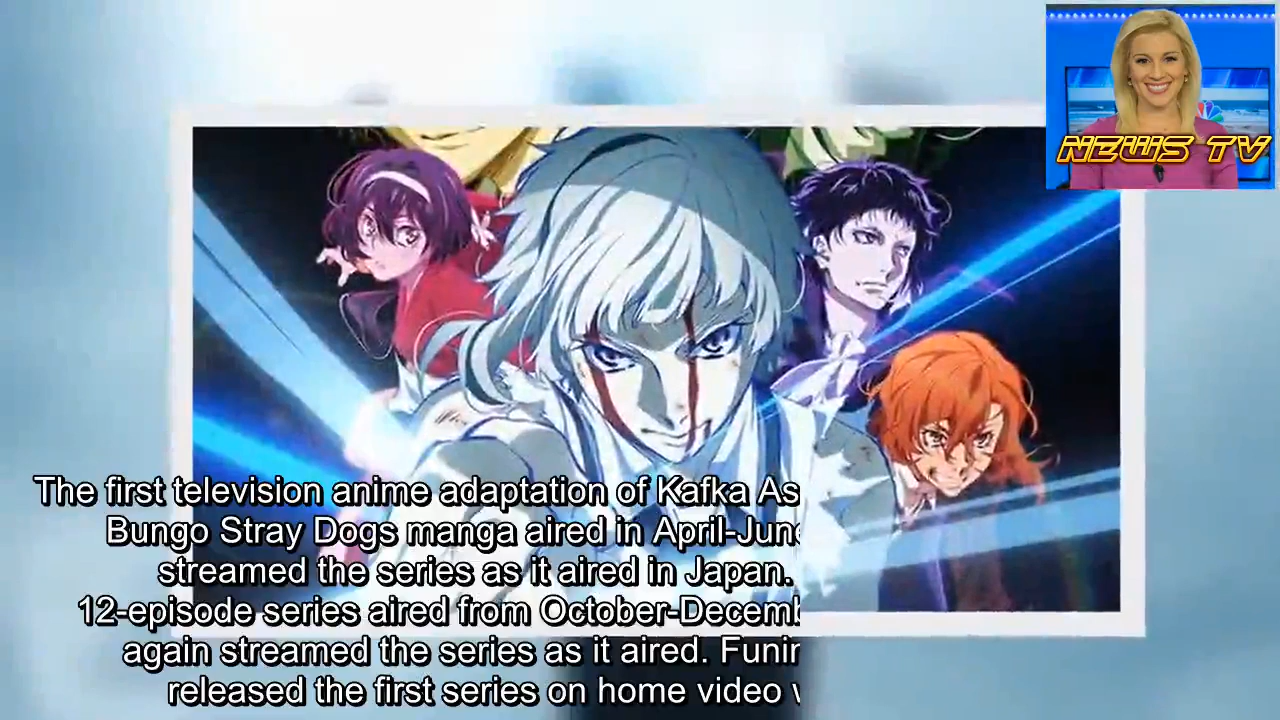 NEWS TV
The first television anime adaptation of Kafka As
Bungo Stray Dogs manga aired in April-June
streamed the series as it aired in Japan.
12-episode series aired from October-Decemb
again streamed the series as it aired. Funin
released the first series on home video